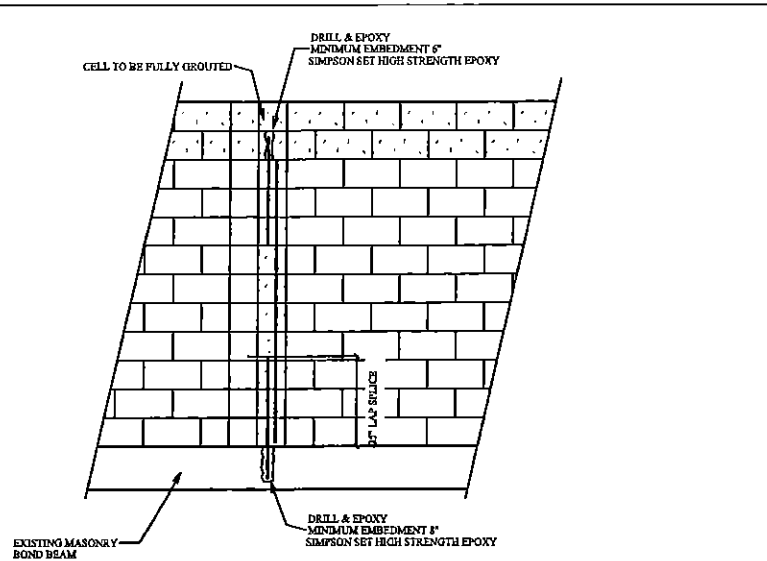 DRILL & EPOXY
MINIMUM EMBEDMENT 6"
SIMPSON SET HIGH STRENGTH EPOXY
CELL TO BE FULLY GROUTED
LAP SPLICE
DRILL & EPOXY
MINIMUM EMBEDMENT 8"
SIMPSON SET HIGH STRENGTH EPOXY
EXISTING MASONRY
BOND BEAM